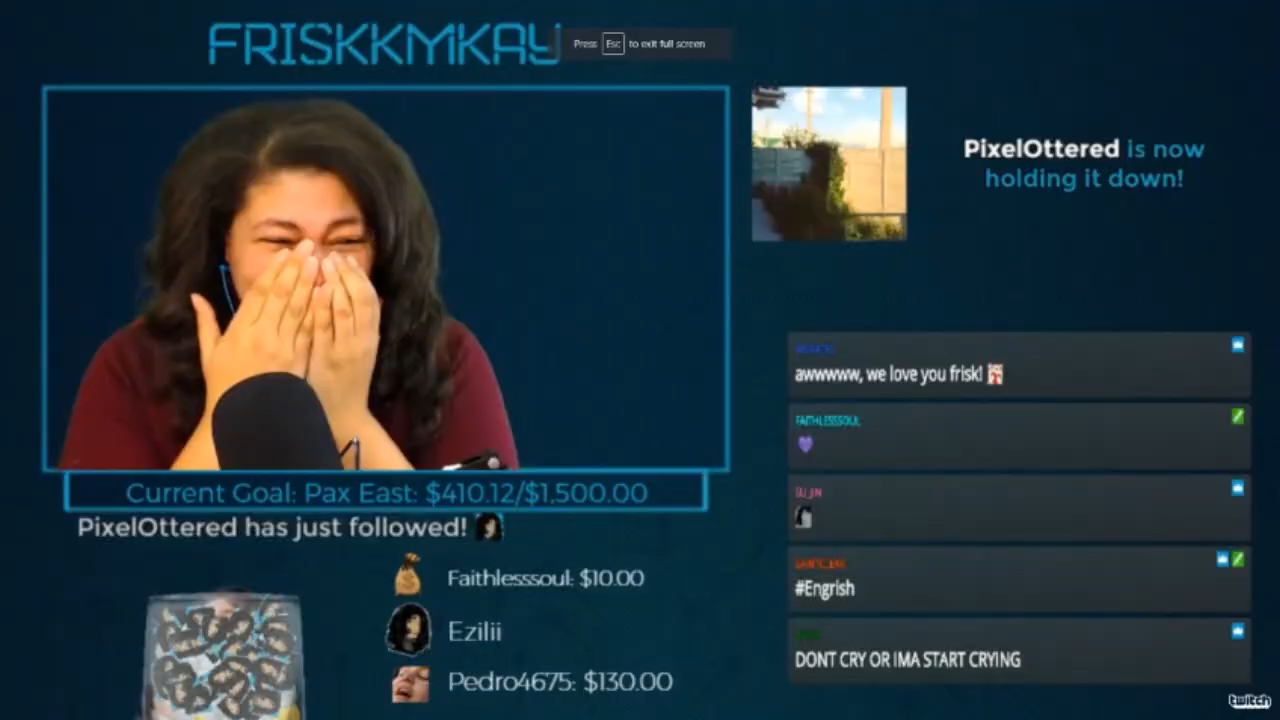 FRISKKMKAY
Press Esc to exit full screen
PixelOttered is now
holding it down!
awwwww, we love you frisk!
FAITHLESSSOUL
#Engrish
DONT CRY OR IMA START CRYING
Current Goal: Pax East: $410.12/$1,500.00
PixelOttered has just followed!
Faithlesssoul: $10.00
Ezilii
Pedro4675: $130.00
twitch